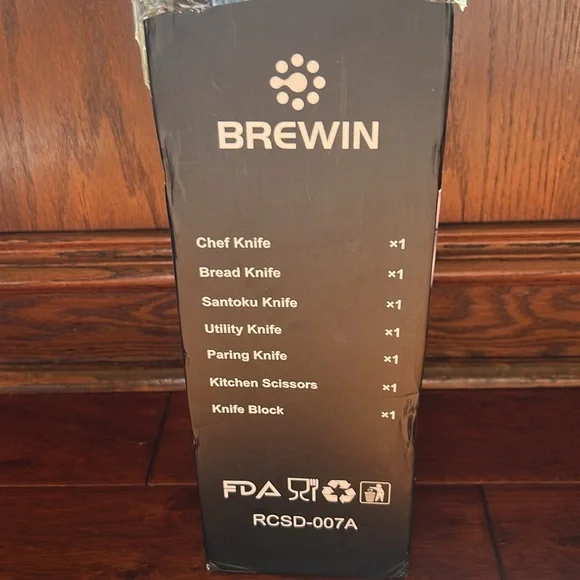 BREWIN
Chef Knife ×1
Bread Knife ×1
Santoku Knife ×1
Utility Knife ×1
Paring Knife ×1
Kitchen Scissors ×1
Knife Block ×1
FDA
RCSD-007A